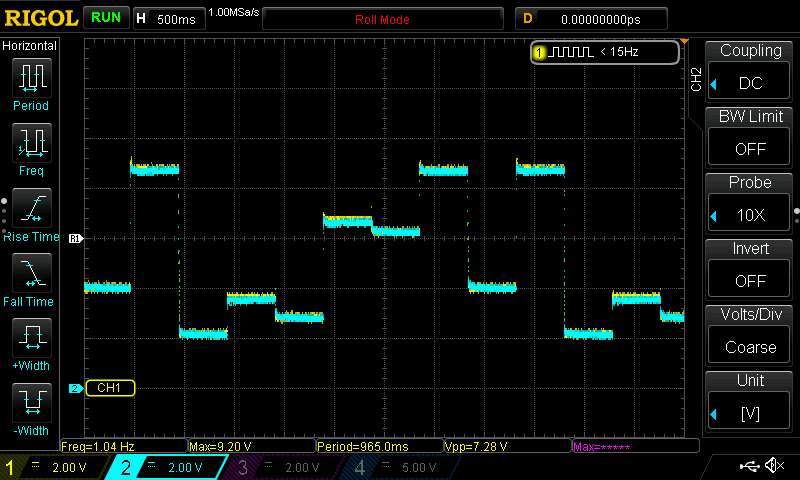 RIGOL RUN H 500ms 1.00MSa/s Roll Mode D 0.00000000ps
Horizontal
Period
Freq
Rise Time
Fall Time
+Width
-Width
1 < 15Hz
R1
2 CH1
CH2
Coupling
DC
BW Limit
OFF
Probe
10X
Invert
OFF
Volts/Div
Coarse
Unit
[V]
Freq=1.04 Hz Max=9.20 V Period=965.0ms Vpp=7.28 V Max=*****
1 2.00 V 2 2.00 V 3 2.00 V 4 5.00 V